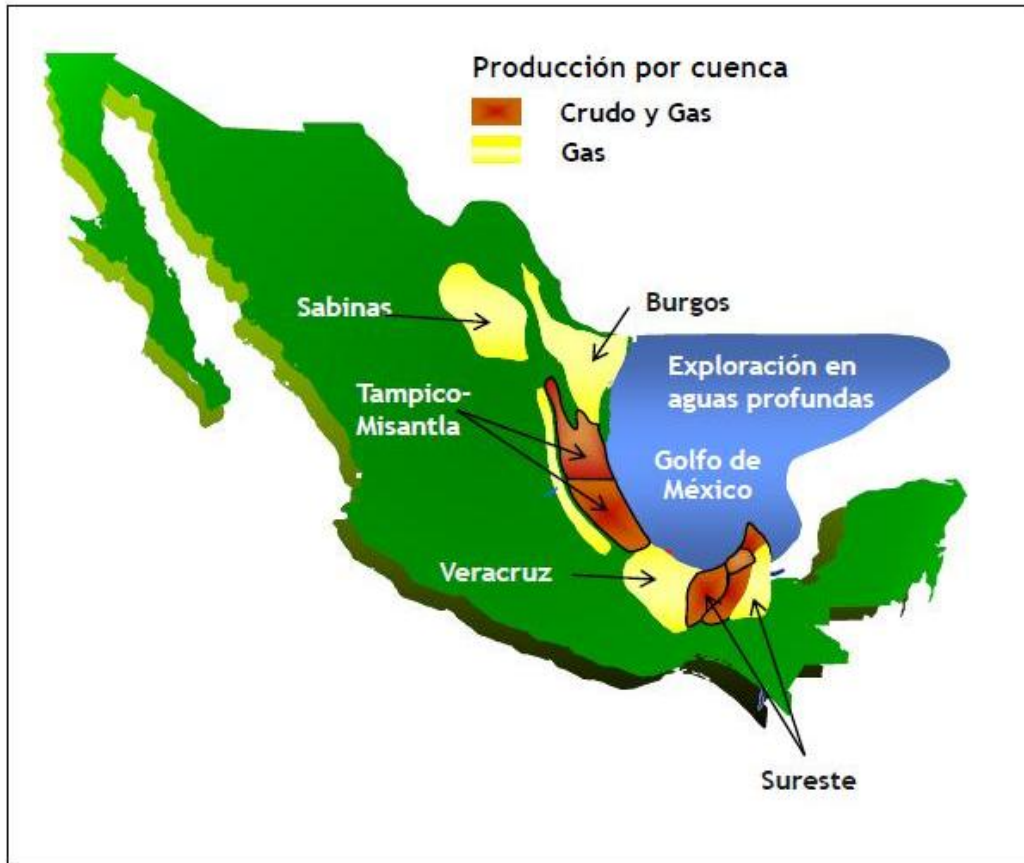 Producción por cuenca
Crudo y Gas
Gas
Sabinas
Burgos
Exploración en
aguas profundas
Tampico-
Misantla
Golfo de
México
Veracruz
Sureste